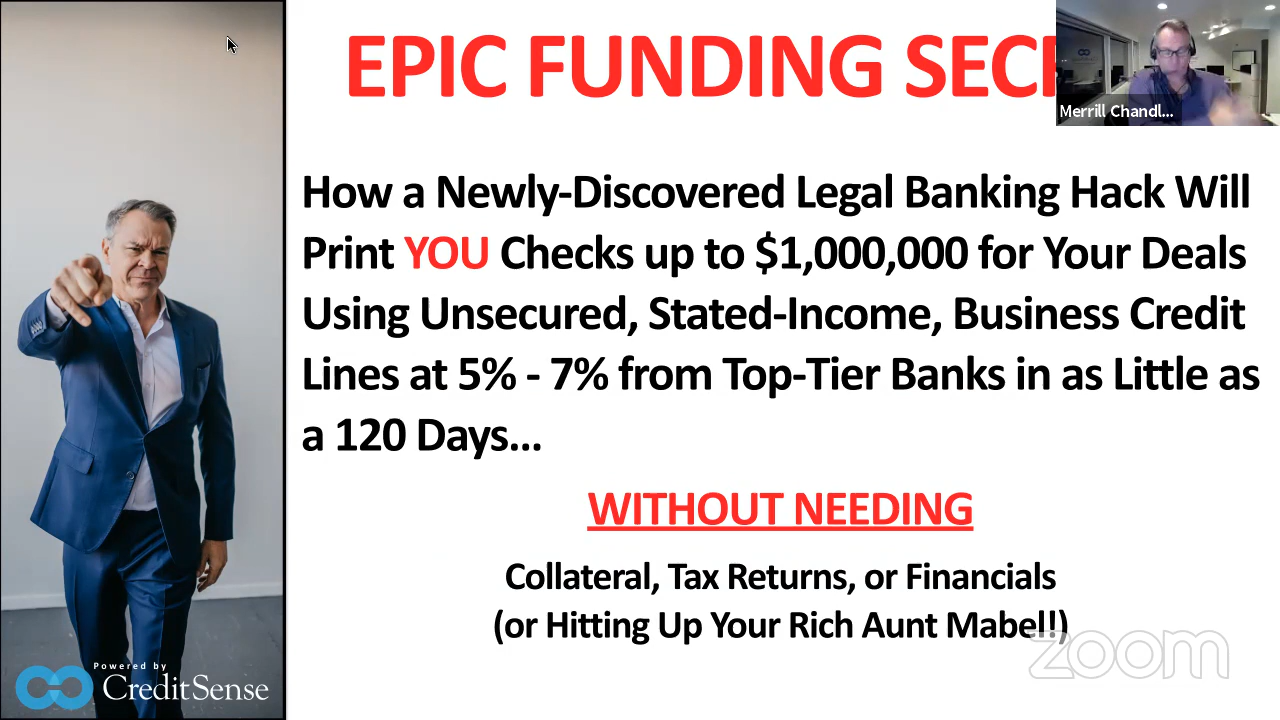 EPIC FUNDING SEC
Merrill Chandl...
How a Newly-Discovered Legal Banking Hack Will
Print YOU Checks up to $1,000,000 for Your Deals
Using Unsecured, Stated-Income, Business Credit
Lines at 5% - 7% from Top-Tier Banks in as Little as
a 120 Days...
WITHOUT NEEDING
Collateral, Tax Returns, or Financials
(or Hitting Up Your Rich Aunt Mabel!)
zoom
Powered by
CreditSense